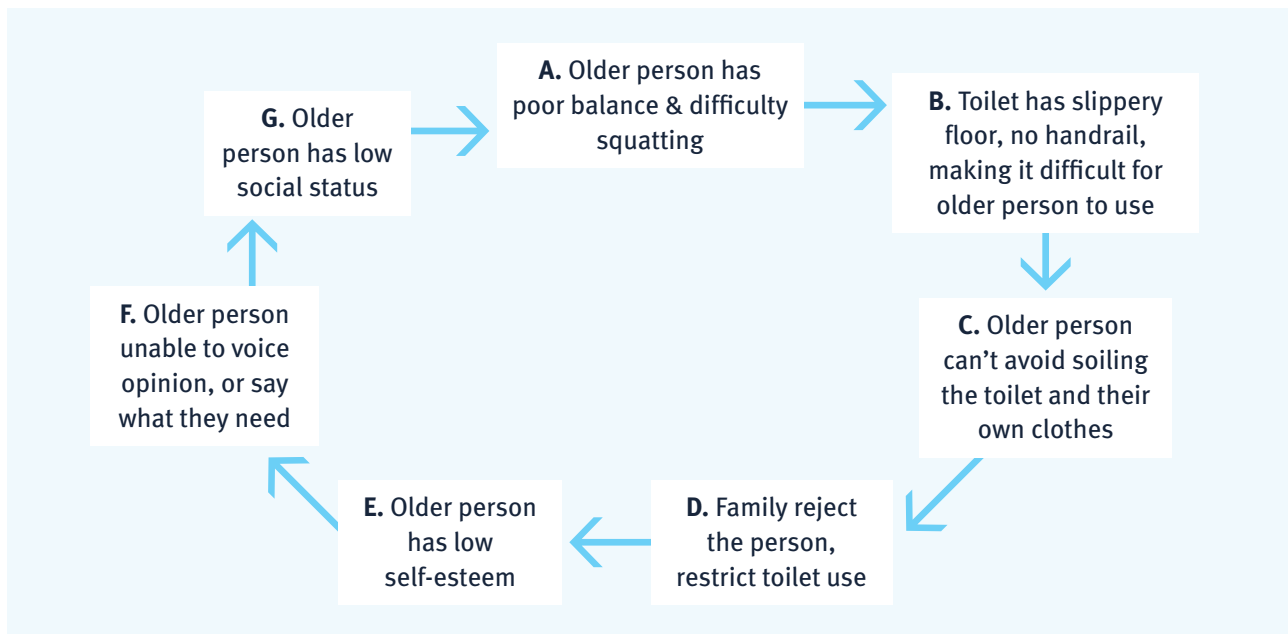 A. Older person has
poor balance & difficulty
squatting
B. Toilet has slippery
floor, no handrail,
making it difficult for
older person to use
C. Older person
can’t avoid soiling
the toilet and their
own clothes
D. Family reject
the person,
restrict toilet use
E. Older person
has low
self-esteem
F. Older person
unable to voice
opinion, or say
what they need
G. Older
person has low
social status